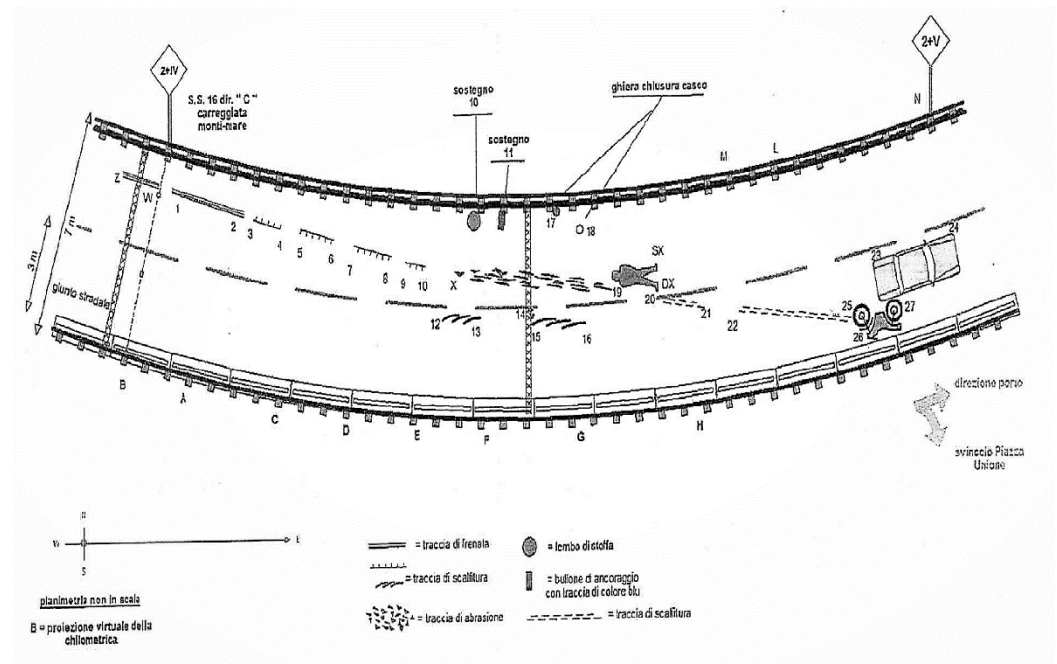 2+IV
2+V
S.S. 16 dir. "C"
carreggiata
monti-mare
sostegno
10
sostegno
11
ghiera chiusura casco
N
M
L
Z
W
1
2
3
4
5
6
7
8
9
10
X
17
O 18
SX
DX
19
20
21
22
23
24
25
26
27
7 m
3 m
giunto stradale
12
13
14
15
16
B
A
C
D
E
F
G
H
direzione porto
svincolo Piazza
Unione
W
E
S
= traccia di frenata
= lembo di stoffa
= traccia di scalfitura
= bullone di ancoraggio
con traccia di colore blu
= traccia di abrasione
= traccia di scalfitura
planimetria non in scala
B = proiezione virtuale della
chilometrica